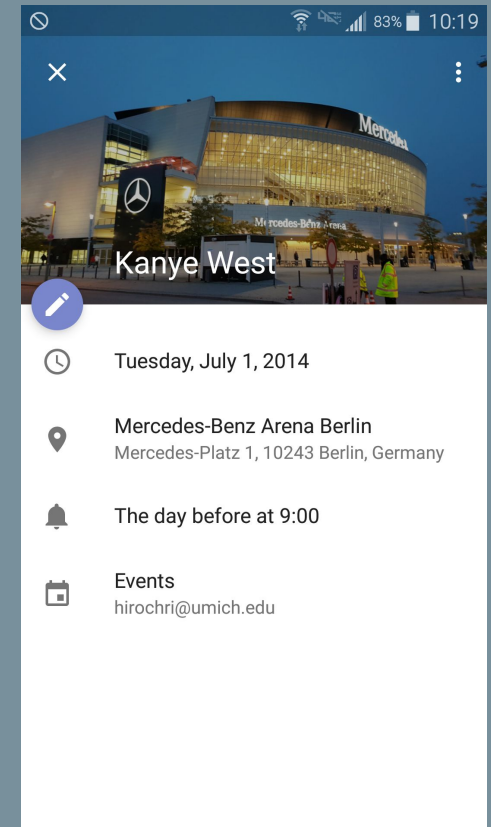 83% 10:19
Mercedes
Mercedes-Benz Arena
Kanye West
Tuesday, July 1, 2014
Mercedes-Benz Arena Berlin
Mercedes-Platz 1, 10243 Berlin, Germany
The day before at 9:00
Events
hirochri@umich.edu